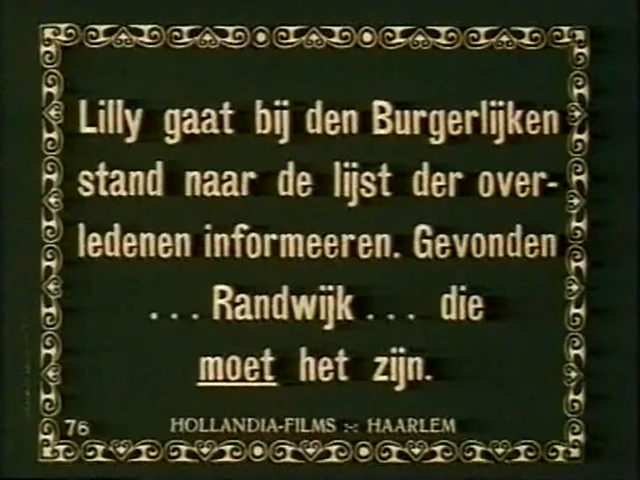 Lilly gaat bij den Burgerlijken
stand naar de lijst der over-
ledenen informeeren. Gevonden
... Randwijk ... die
moet het zijn.
76 HOLLANDIA-FILMS :-: HAARLEM